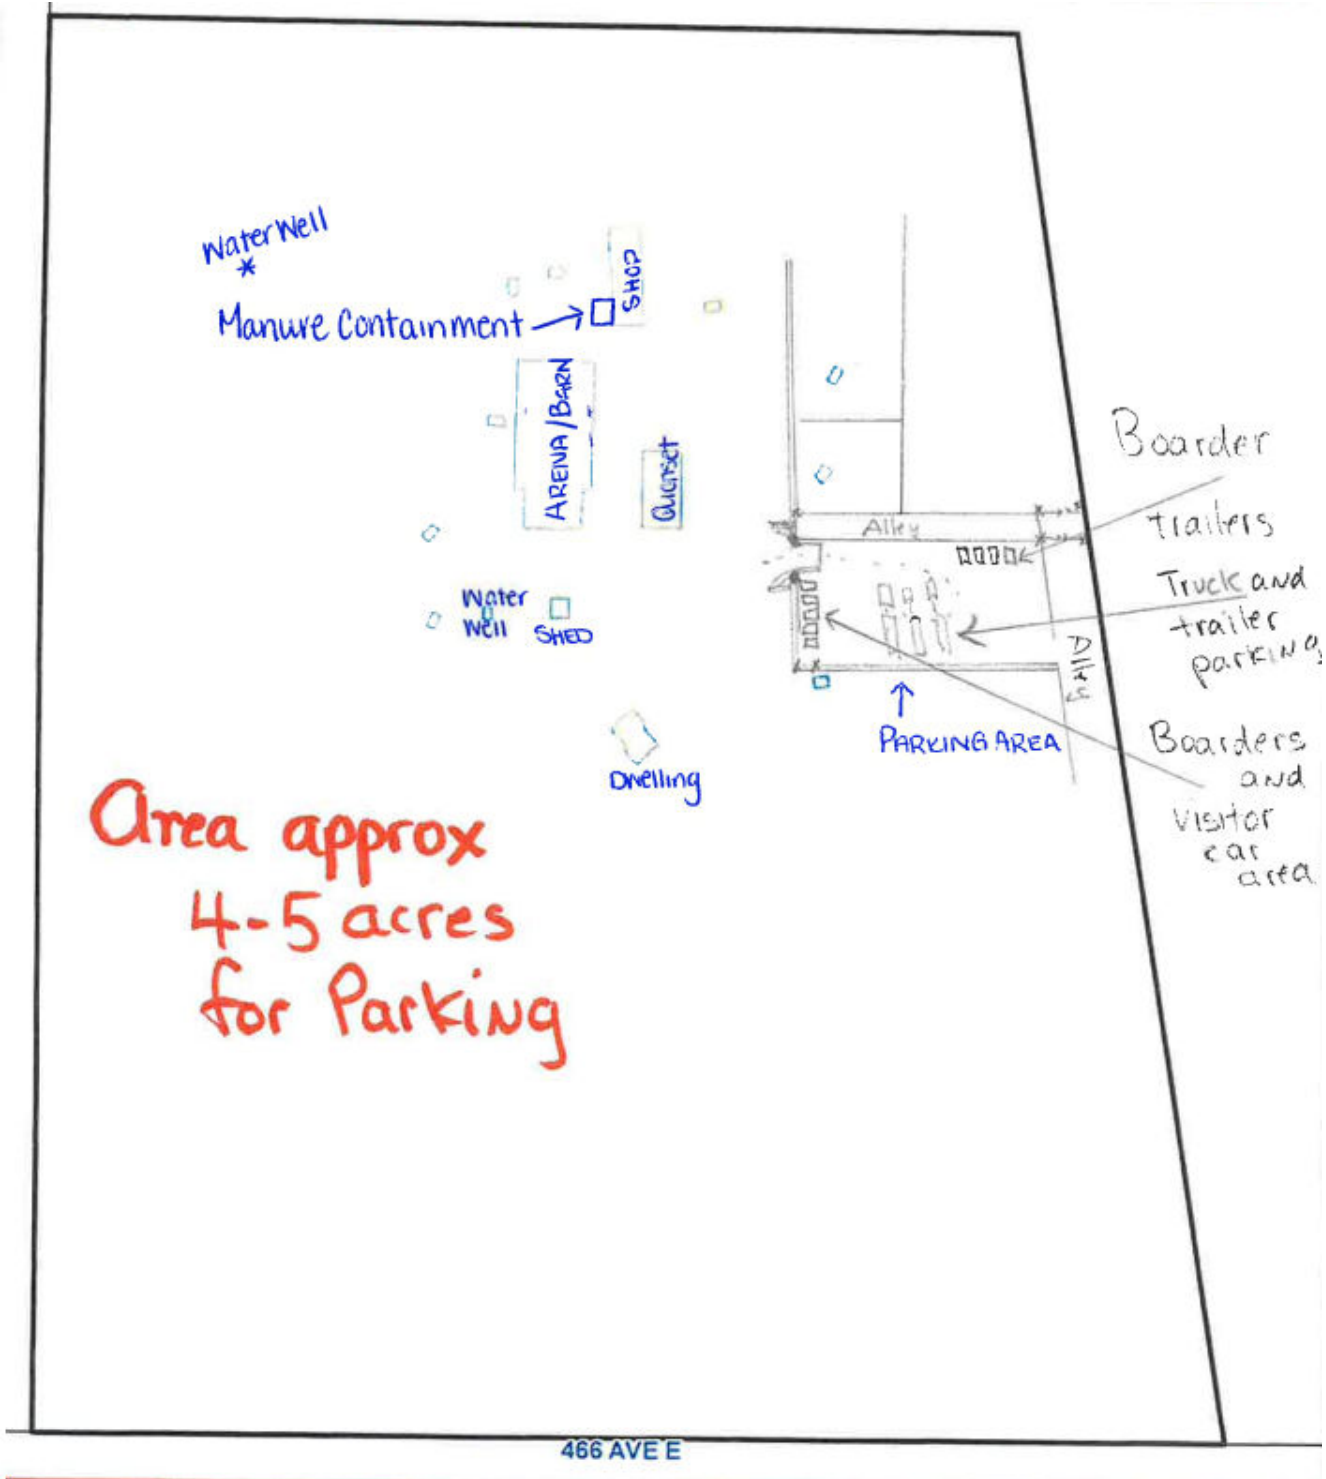 Water Well
Manure Containment
SHOP
ARENA/BARN
Quonset
Boarder
trailers
Alley
Truck and
trailer
parking
Water
Well
SHED
Alley
PARKING AREA
Dwelling
Boarders
and
visitor
car
area
Area approx
4-5 acres
for Parking
466 AVE E